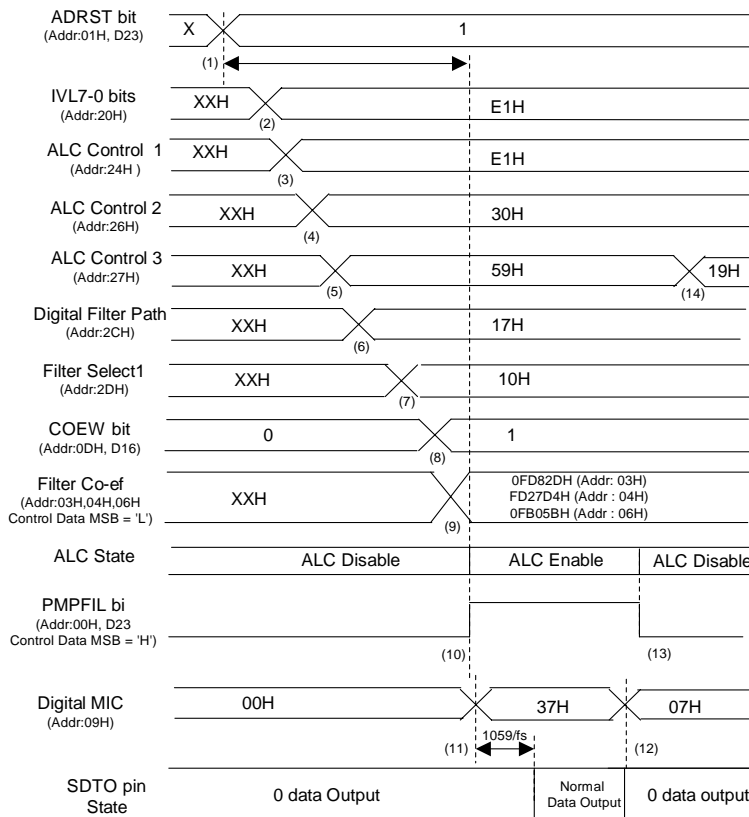 ADRST bit
(Addr:01H, D23)
X
1
(1)
IVL7-0 bits
(Addr:20H)
XXH
E1H
(2)
ALC Control 1
(Addr:24H )
XXH
E1H
(3)
ALC Control 2
(Addr:26H)
XXH
30H
(4)
ALC Control 3
(Addr:27H)
XXH
59H
19H
(5)
(14)
Digital Filter Path
(Addr:2CH)
XXH
17H
(6)
Filter Select1
(Addr:2DH)
XXH
10H
(7)
COEW bit
(Addr:0DH, D16)
0
1
(8)
Filter Co-ef
(Addr:03H,04H,06H
Control Data MSB = 'L')
XXH
0FD82DH (Addr: 03H)
FD27D4H (Addr : 04H)
0FB05BH (Addr : 06H)
(9)
ALC State
ALC Disable
ALC Enable
ALC Disable
PMPFIL bi
(Addr:00H, D23
Control Data MSB = 'H')
(10)
(13)
Digital MIC
(Addr:09H)
00H
37H
07H
(11)
1059/fs
(12)
SDTO pin
State
0 data Output
Normal
Data Output
0 data output